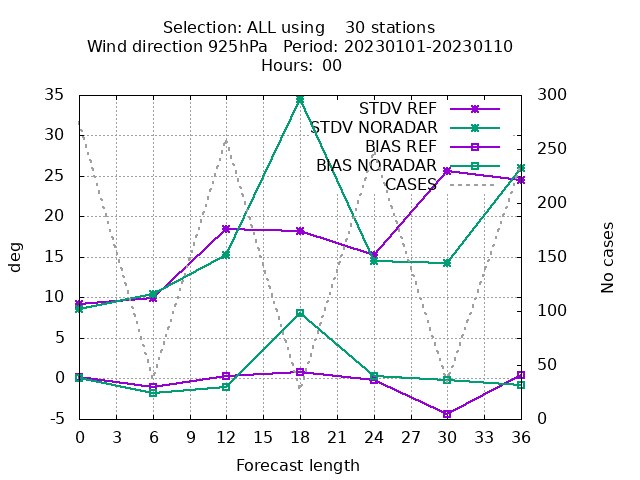 Selection: ALL using 30 stations
Wind direction 925hPa Period: 20230101-20230110
Hours: 00
35
30
25
20
15
10
5
0
-5
deg
STDV REF
STDV NORADAR
BIAS REF
BIAS NORADAR
CASES
300
250
200
150
100
50
0
No cases
0 3 6 9 12 15 18 21 24 27 30 33 36
Forecast length